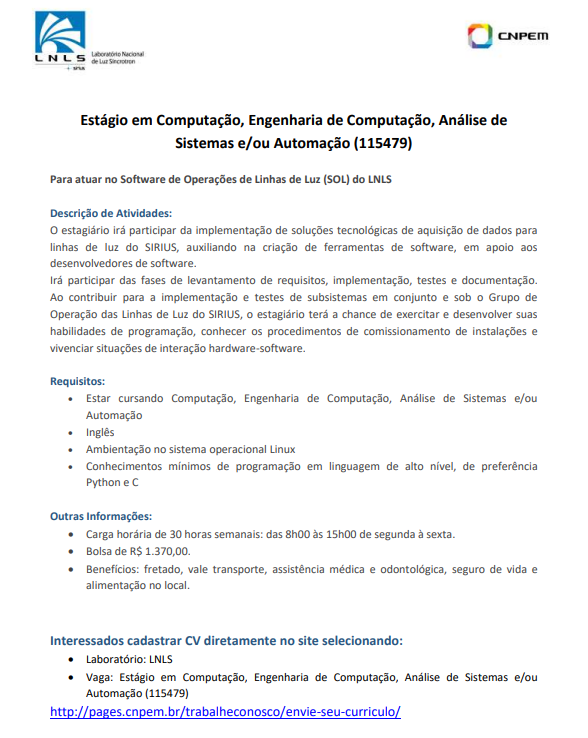 LNLS
+ sirius
Laboratório Nacional
de Luz Síncrotron
CNPEM
Estágio em Computação, Engenharia de Computação, Análise de
Sistemas e/ou Automação (115479)
Para atuar no Software de Operações de Linhas de Luz (SOL) do LNLS
Descrição de Atividades:
O estagiário irá participar da implementação de soluções tecnológicas de aquisição de dados para
linhas de luz do SIRIUS, auxiliando na criação de ferramentas de software, em apoio aos
desenvolvedores de software.
Irá participar das fases de levantamento de requisitos, implementação, testes e documentação.
Ao contribuir para a implementação e testes de subsistemas em conjunto e sob o Grupo de
Operação das Linhas de Luz do SIRIUS, o estagiário terá a chance de exercitar e desenvolver suas
habilidades de programação, conhecer os procedimentos de comissionamento de instalações e
vivenciar situações de interação hardware-software.
Requisitos:
• Estar cursando Computação, Engenharia de Computação, Análise de Sistemas e/ou
Automação
• Inglês
• Ambientação no sistema operacional Linux
• Conhecimentos mínimos de programação em linguagem de alto nível, de preferência
Python e C
Outras Informações:
• Carga horária de 30 horas semanais: das 8h00 às 15h00 de segunda à sexta.
• Bolsa de R$ 1.370,00.
• Benefícios: fretado, vale transporte, assistência médica e odontológica, seguro de vida e
alimentação no local.
Interessados cadastrar CV diretamente no site selecionando:
• Laboratório: LNLS
• Vaga: Estágio em Computação, Engenharia de Computação, Análise de Sistemas e/ou
Automação (115479)
http://pages.cnpem.br/trabalheconosco/envie-seu-curriculo/